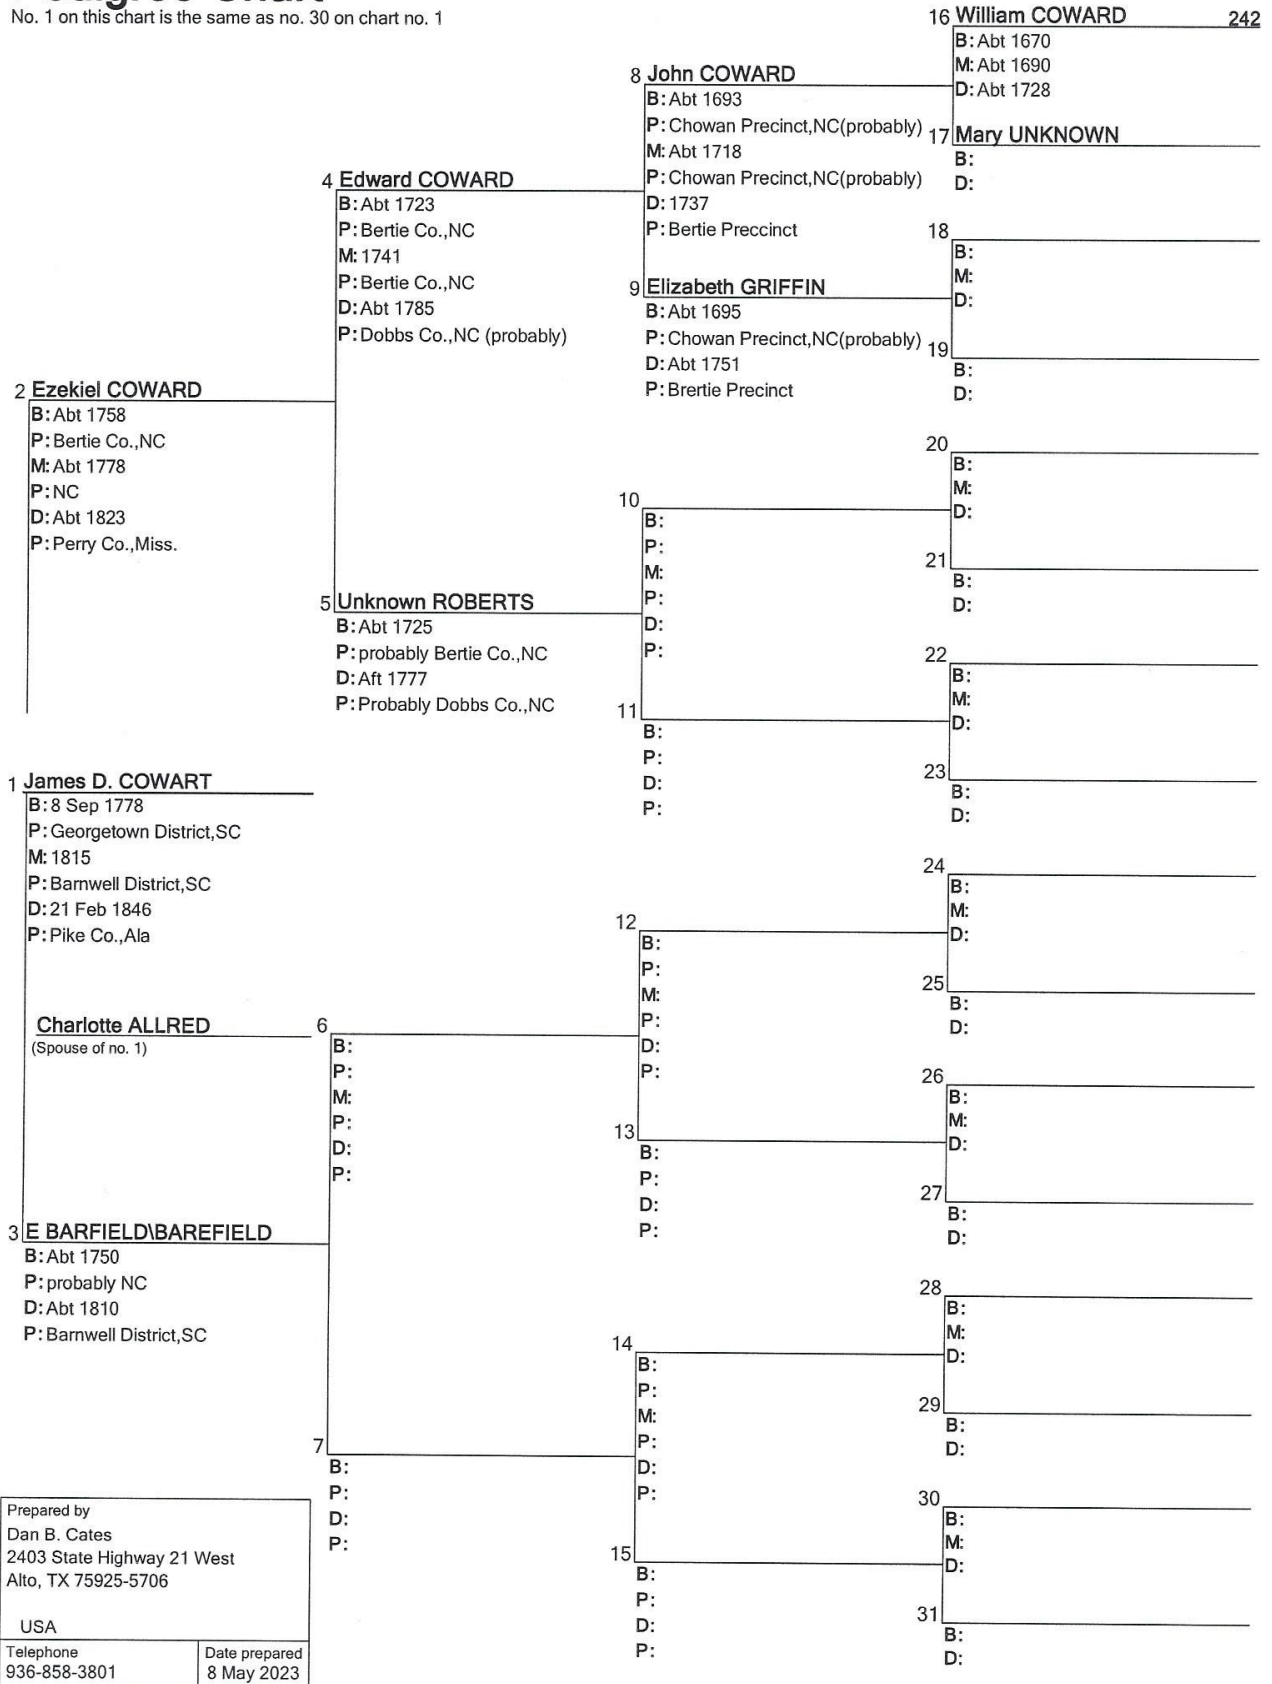 No. 1 on this chart is the same as no. 30 on chart no. 1
16 William COWARD 242
B: Abt 1670
M: Abt 1690
D: Abt 1728
8 John COWARD
B: Abt 1693
P: Chowan Precinct,NC(probably)
M: Abt 1718
P: Chowan Precinct,NC(probably)
D: 1737
P: Bertie Preccinct
17 Mary UNKNOWN
B:
D:
4 Edward COWARD
B: Abt 1723
P: Bertie Co.,NC
M: 1741
P: Bertie Co.,NC
D: Abt 1785
P: Dobbs Co.,NC (probably)
18
B:
M:
D:
9 Elizabeth GRIFFIN
B: Abt 1695
P: Chowan Precinct,NC(probably)
D: Abt 1751
P: Brertie Precinct
19
B:
D:
2 Ezekiel COWARD
B: Abt 1758
P: Bertie Co.,NC
M: Abt 1778
P: NC
D: Abt 1823
P: Perry Co.,Miss.
20
B:
M:
D:
10
B:
P:
M:
P:
D:
P:
21
B:
D:
5 Unknown ROBERTS
B: Abt 1725
P: probably Bertie Co.,NC
D: Aft 1777
P: Probably Dobbs Co.,NC
22
B:
M:
D:
11
B:
P:
D:
P:
23
B:
D:
1 James D. COWART
B: 8 Sep 1778
P: Georgetown District,SC
M: 1815
P: Barnwell District,SC
D: 21 Feb 1846
P: Pike Co.,Ala
24
B:
M:
D:
12
B:
P:
M:
P:
D:
P:
25
B:
D:
Charlotte ALLRED
(Spouse of no. 1)
6
B:
P:
M:
P:
D:
P:
26
B:
M:
D:
13
B:
P:
D:
P:
27
B:
D:
3 E BARFIELD\BAREFIELD
B: Abt 1750
P: probably NC
D: Abt 1810
P: Barnwell District,SC
28
B:
M:
D:
14
B:
P:
M:
P:
D:
P:
29
B:
D:
7
B:
P:
D:
P:
30
B:
M:
D:
15
B:
P:
D:
P:
31
B:
D:
Prepared by
Dan B. Cates
2403 State Highway 21 West
Alto, TX 75925-5706
USA
Telephone
936-858-3801
Date prepared
8 May 2023